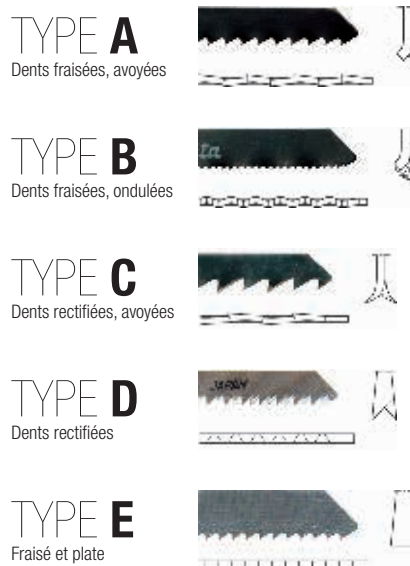 TYPE A
Dents fraisées, avoyées
TYPE B
Dents fraisées, ondulées
TYPE C
Dents rectifiées, avoyées
TYPE D
Dents rectifiées
TYPE E
Fraisé et plate